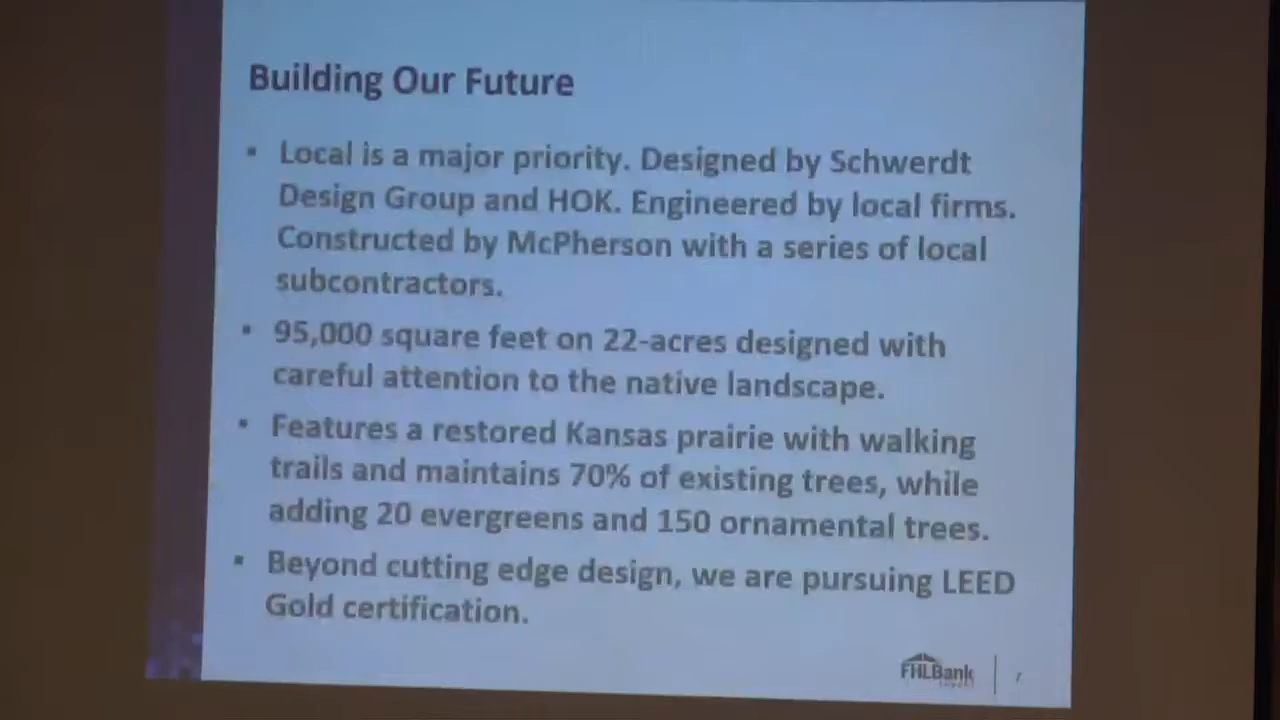 Building Our Future
▪ Local is a major priority. Designed by Schwerdt
Design Group and HOK. Engineered by local firms.
Constructed by McPherson with a series of local
subcontractors.
▪ 95,000 square feet on 22-acres designed with
careful attention to the native landscape.
▪ Features a restored Kansas prairie with walking
trails and maintains 70% of existing trees, while
adding 20 evergreens and 150 ornamental trees.
▪ Beyond cutting edge design, we are pursuing LEED
Gold certification.
FHLBank